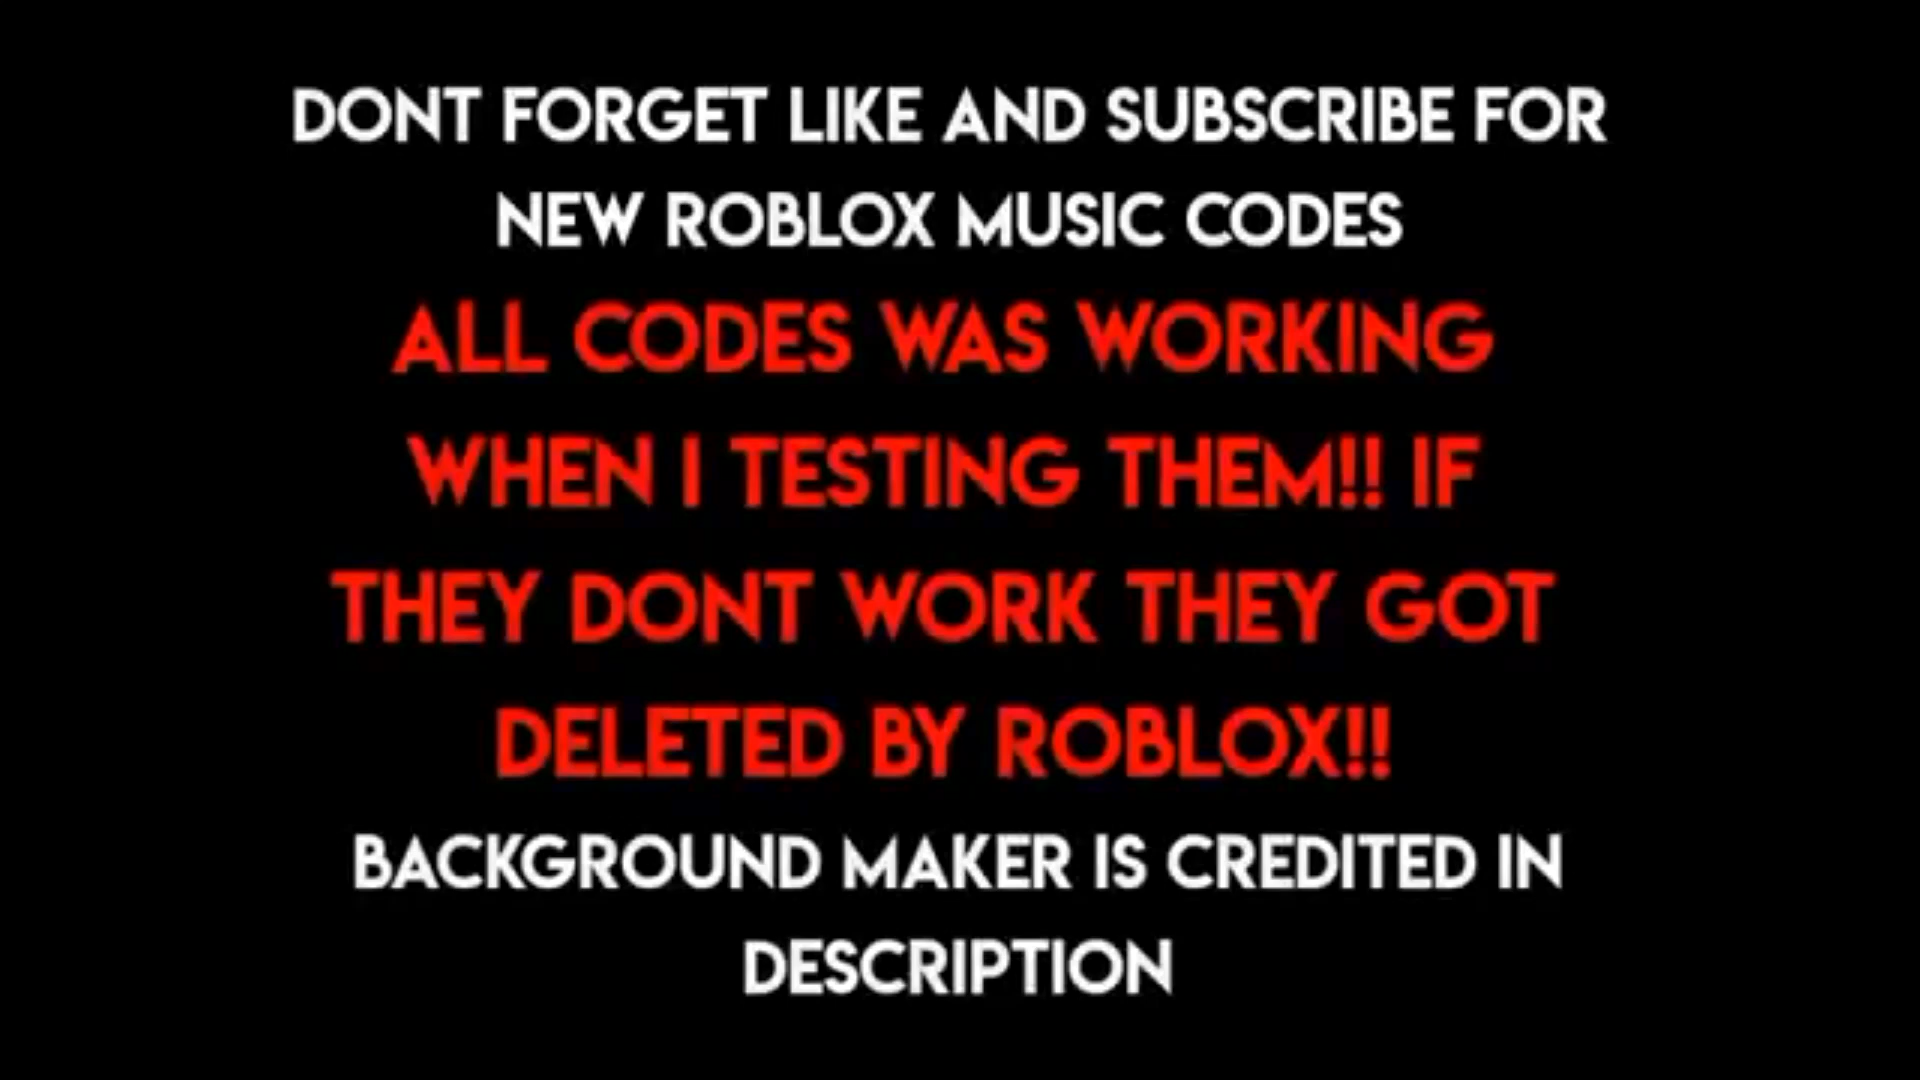 DONT FORGET LIKE AND SUBSCRIBE FOR
NEW ROBLOX MUSIC CODES
ALL CODES WAS WORKING
WHEN I TESTING THEM!! IF
THEY DONT WORK THEY GOT
DELETED BY ROBLOX!!
BACKGROUND MAKER IS CREDITED IN
DESCRIPTION